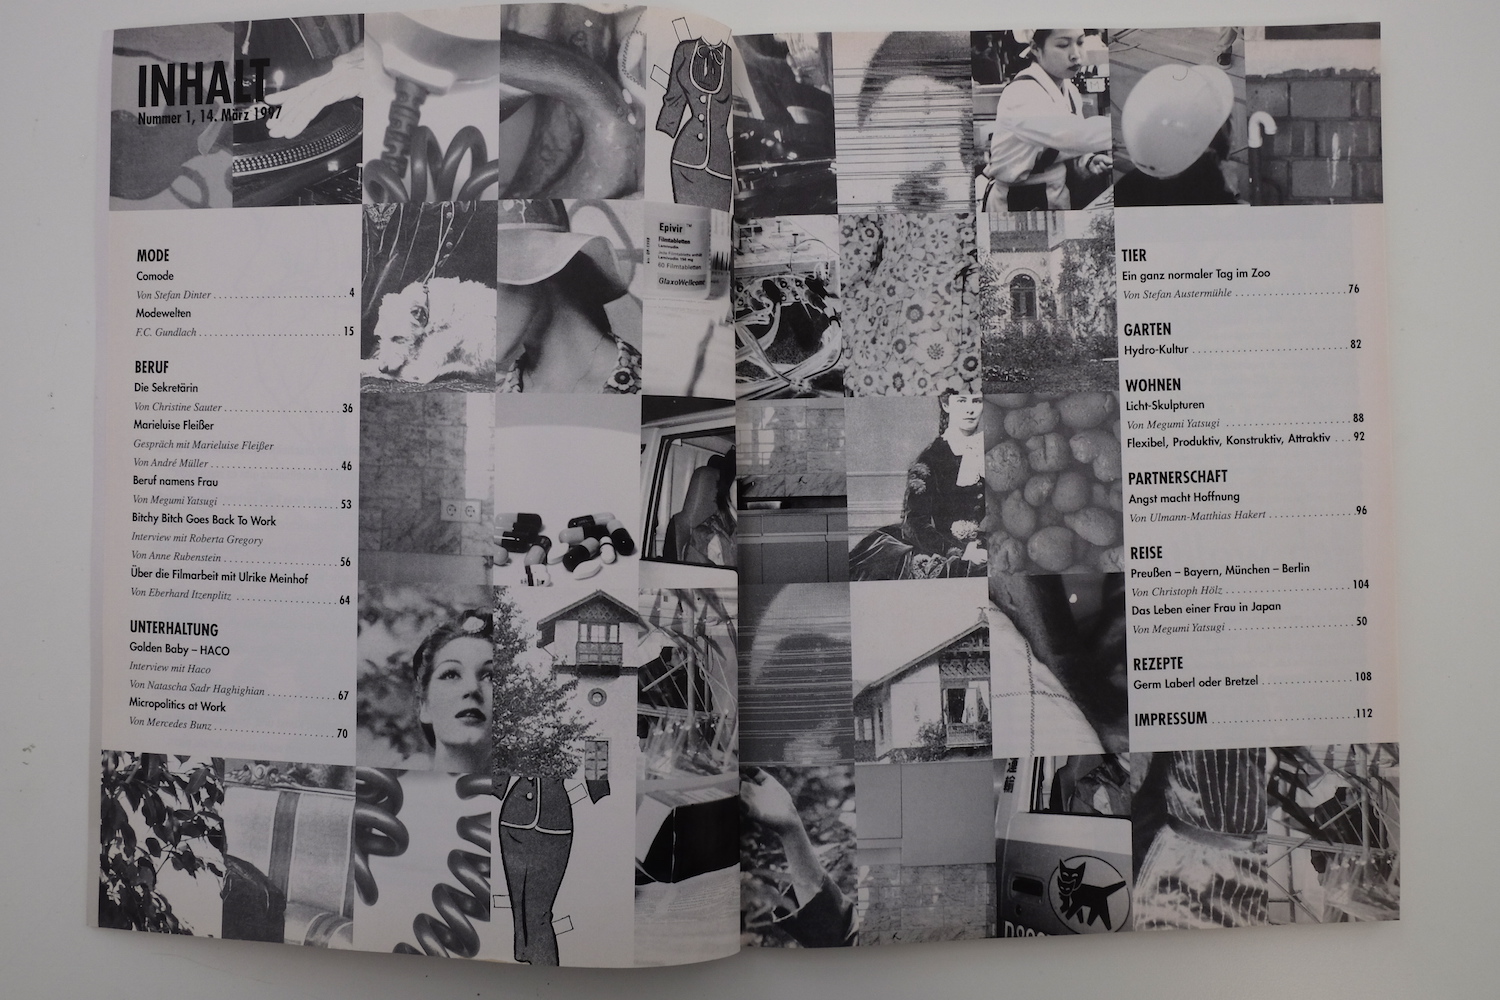 INHALT
Nummer 1, 14. März 1997
MODE
Comode
Von Stefan Dinter 4
Modewelten
F.C. Gundlach 15
BERUF
Die Sekretärin
Von Christine Sauter 36
Marieluise Fleißer
Gespräch mit Marieluise Fleißer
Von André Müller 46
Beruf namens Frau
Von Megumi Yatsugi 53
Bitchy Bitch Goes Back To Work
Interview mit Roberta Gregory
Von Anne Rubenstein 56
Über die Filmarbeit mit Ulrike Meinhof
Von Eberhard Itzenplitz 64
UNTERHALTUNG
Golden Baby – HACO
Interview mit Haco
Von Natascha Sadr Haghighian 67
Micropolitics at Work
Von Mercedes Bunz 70
Epivir ™
Filmtabletten
Lamivudin
60 Filmtabletten
GlaxoWellcome
TIER
Ein ganz normaler Tag im Zoo
Von Stefan Austermühle 76
GARTEN
Hydro-Kultur 82
WOHNEN
Licht-Skulpturen
Von Megumi Yatsugi 88
Flexibel, Produktiv, Konstruktiv, Attraktiv 92
PARTNERSCHAFT
Angst macht Hoffnung
Von Ulmann-Matthias Hakert 96
REISE
Preußen – Bayern, München – Berlin
Von Christoph Hölz 104
Das Leben einer Frau in Japan
Von Megumi Yatsugi 50
REZEPTE
Germ Laberl oder Bretzel 108
IMPRESSUM 112